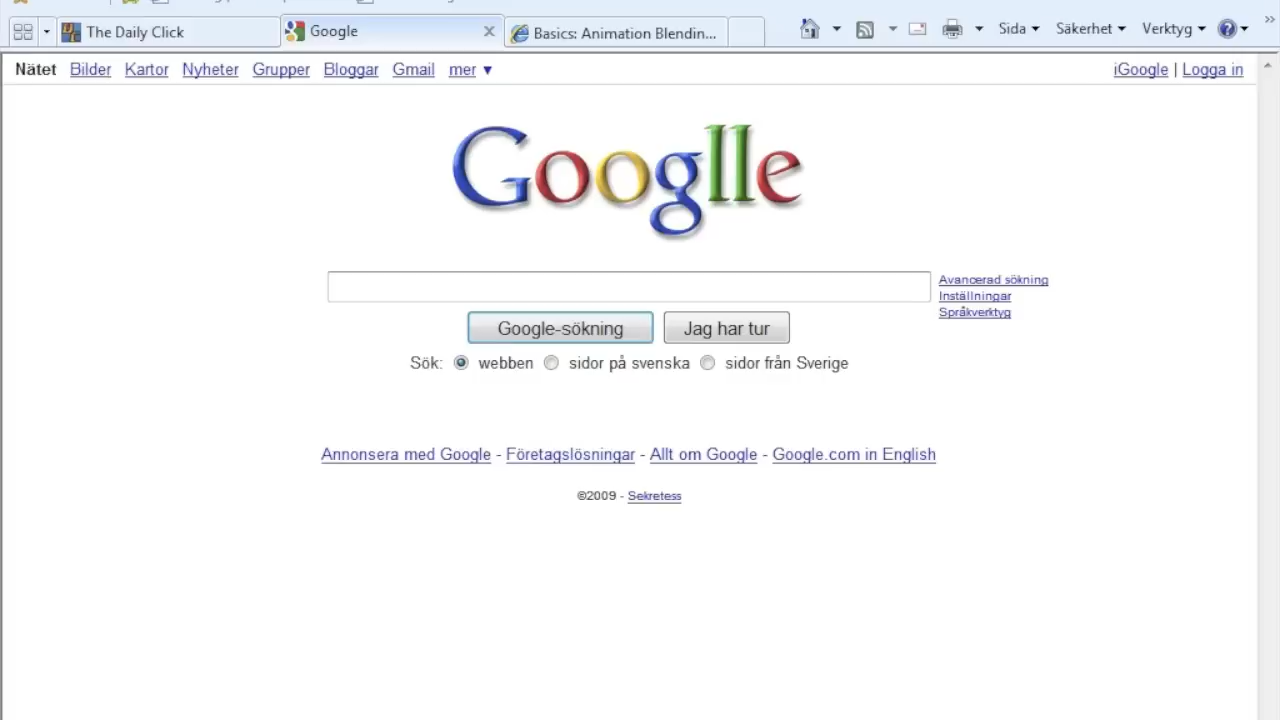 The Daily Click
Google
Basics: Animation Blendin...
Sida
Säkerhet
Verktyg
Nätet Bilder Kartor Nyheter Grupper Bloggar Gmail mer ▼
iGoogle | Logga in
Googlle
Avancerad sökning
Inställningar
Språkverktyg
Google-sökning
Jag har tur
Sök: webben sidor på svenska sidor från Sverige
Annonsera med Google - Företagslösningar - Allt om Google - Google.com in English
©2009 - Sekretess